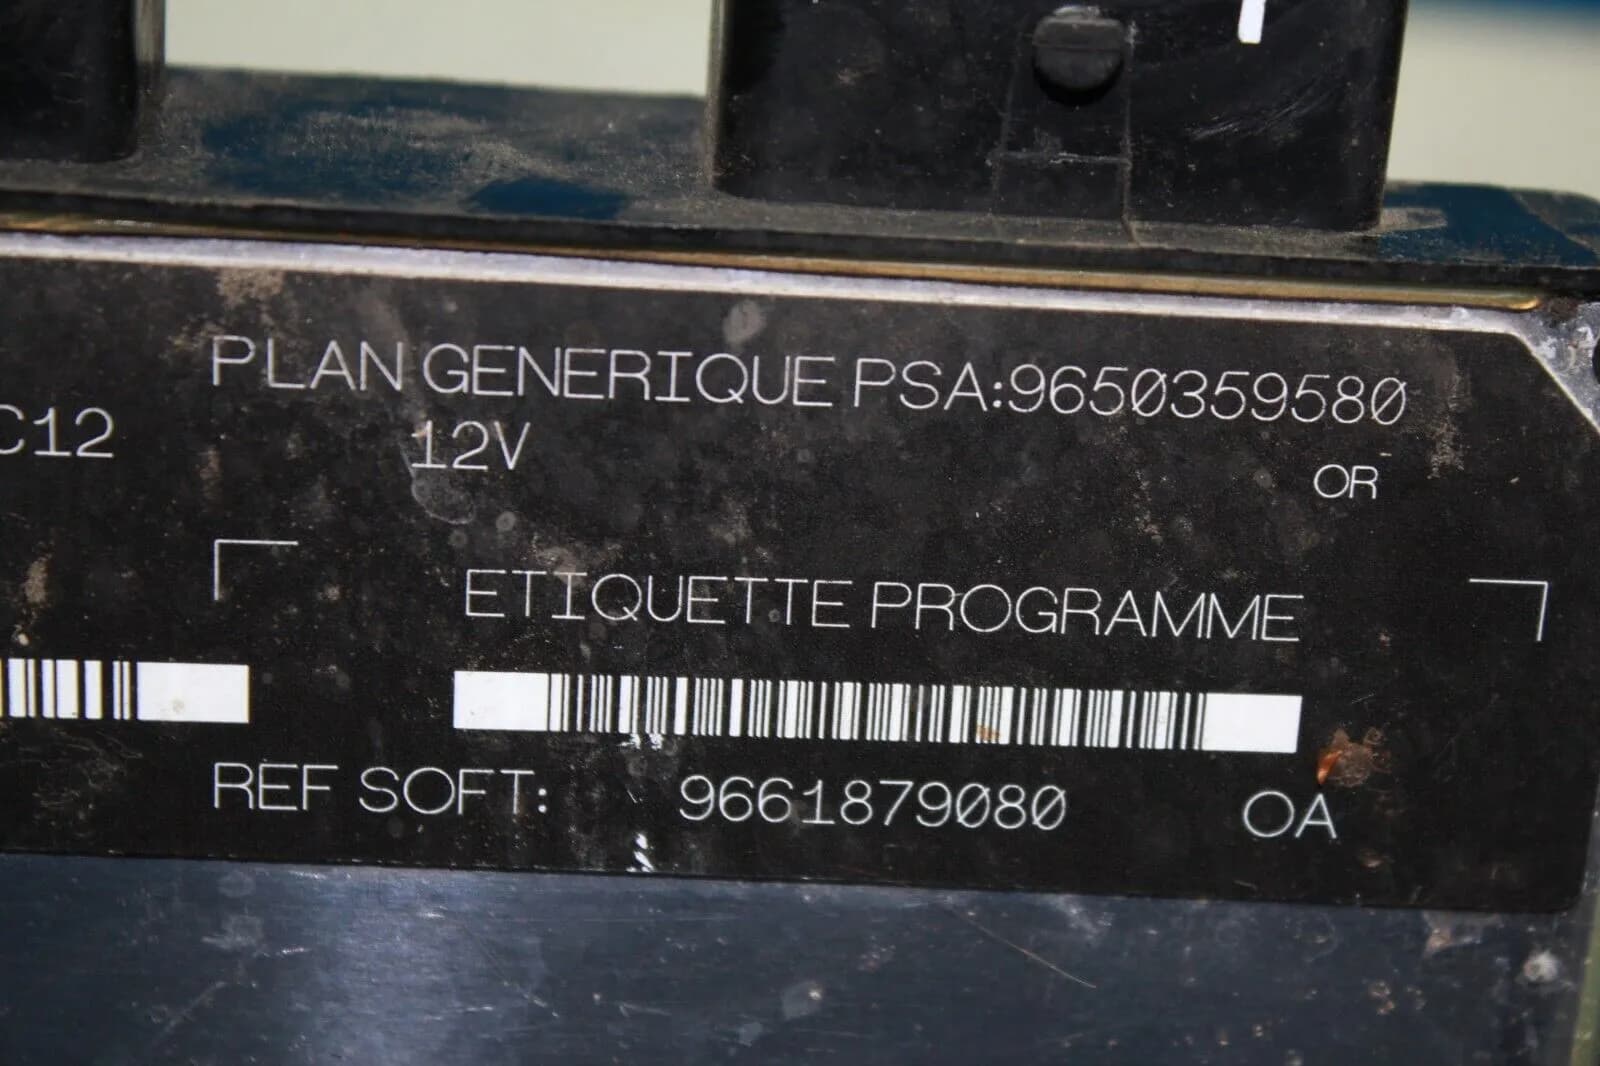 PLAN GENERIQUE PSA:9650359580
C12 12V
OR
ETIQUETTE PROGRAMME
REF SOFT: 9661879080 OA